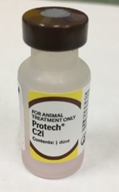 FOR ANIMAL
TREATMENT ONLY
Protech®
C2i
Contents: 1 dose